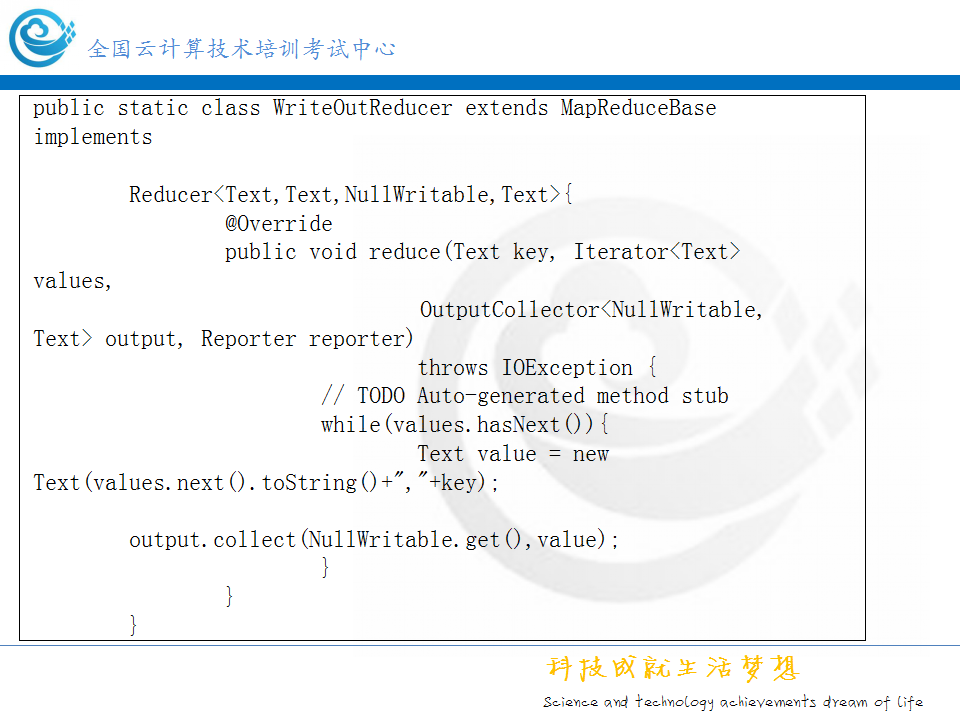 全国云计算技术培训考试中心
public static class WriteOutReducer extends MapReduceBase
implements
Reducer<Text,Text,NullWritable,Text>{
@Override
public void reduce(Text key, Iterator<Text>
values,
OutputCollector<NullWritable,
Text> output, Reporter reporter)
throws IOException {
// TODO Auto-generated method stub
while(values.hasNext()){
Text value = new
Text(values.next().toString()+","+key);
output.collect(NullWritable.get(),value);
}
}
}
科技成就生活梦想
Science and technology achievements dream of life